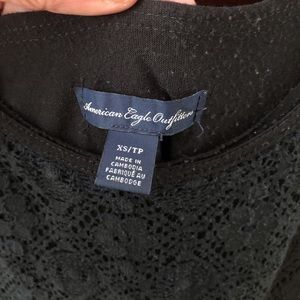 American Eagle Outfitters
XS/TP
MADE IN
CAMBODIA
FABRIQUÉ AU
CAMBODGE